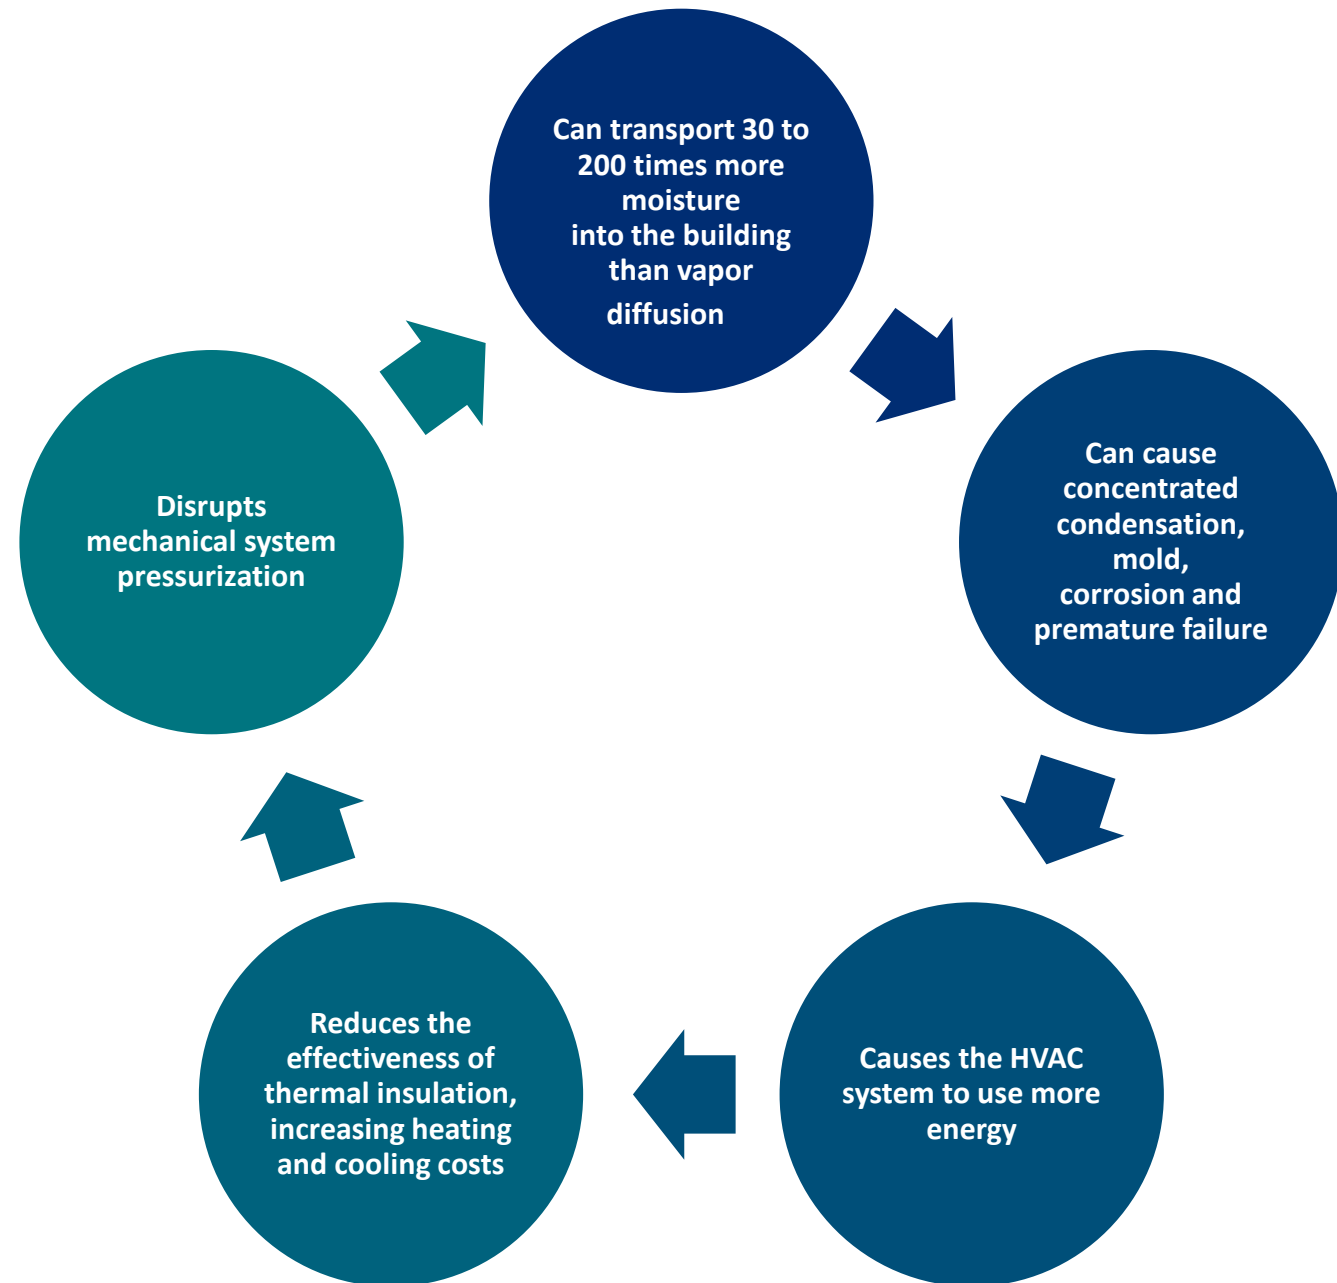 Can transport 30 to
200 times more
moisture
into the building
than vapor
diffusion
Can cause
concentrated
condensation,
mold,
corrosion and
premature failure
Causes the HVAC
system to use more
energy
Reduces the
effectiveness of
thermal insulation,
increasing heating
and cooling costs
Disrupts
mechanical system
pressurization